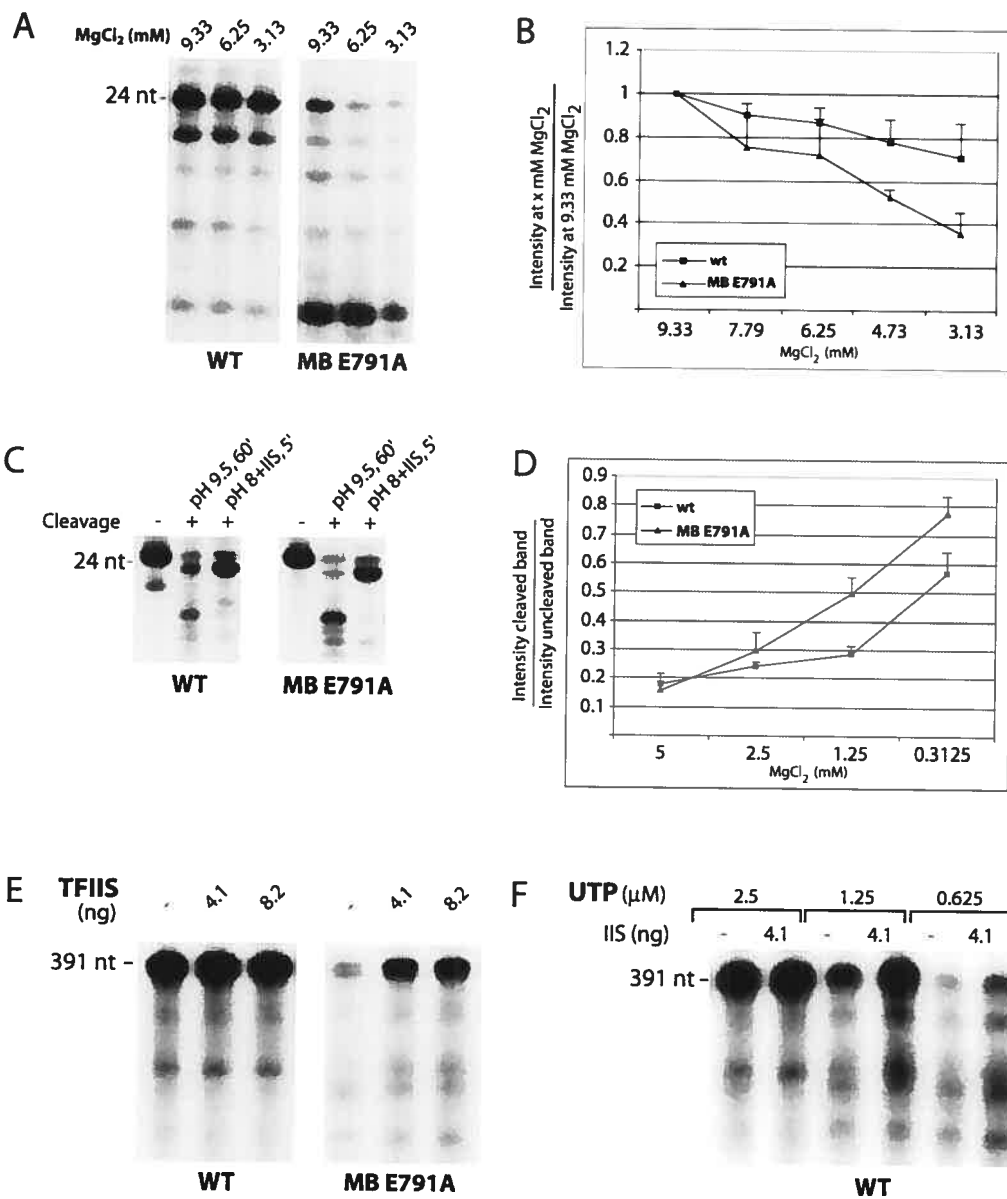 A
MgCl2 (mM)
9.33 6.25 3.13 9.33 6.25 3.13
24 nt-
WT MB E791A
B
Intensity at x mM MgCl2
Intensity at 9.33 mM MgCl2
1.2
1
0.8
0.6
0.4
0.2
wt
MB E791A
9.33 7.79 6.25 4.73 3.13
MgCl2 (mM)
C
pH 9.5, 60' pH 8+IIS, 5' pH 9.5, 60' pH 8+IIS, 5'
Cleavage - + + - + +
24 nt-
WT MB E791A
D
Intensity cleaved band
Intensity uncleaved band
0.9
0.8
0.7
0.6
0.5
0.4
0.3
0.2
0.1
wt
MB E791A
5 2.5 1.25 0.3125
MgCl2 (mM)
E
TFIIS
(ng)
- 4.1 8.2 - 4.1 8.2
391 nt -
WT MB E791A
F
UTP (μM) 2.5 1.25 0.625
IIS (ng) - 4.1 - 4.1 - 4.1
391 nt -
WT